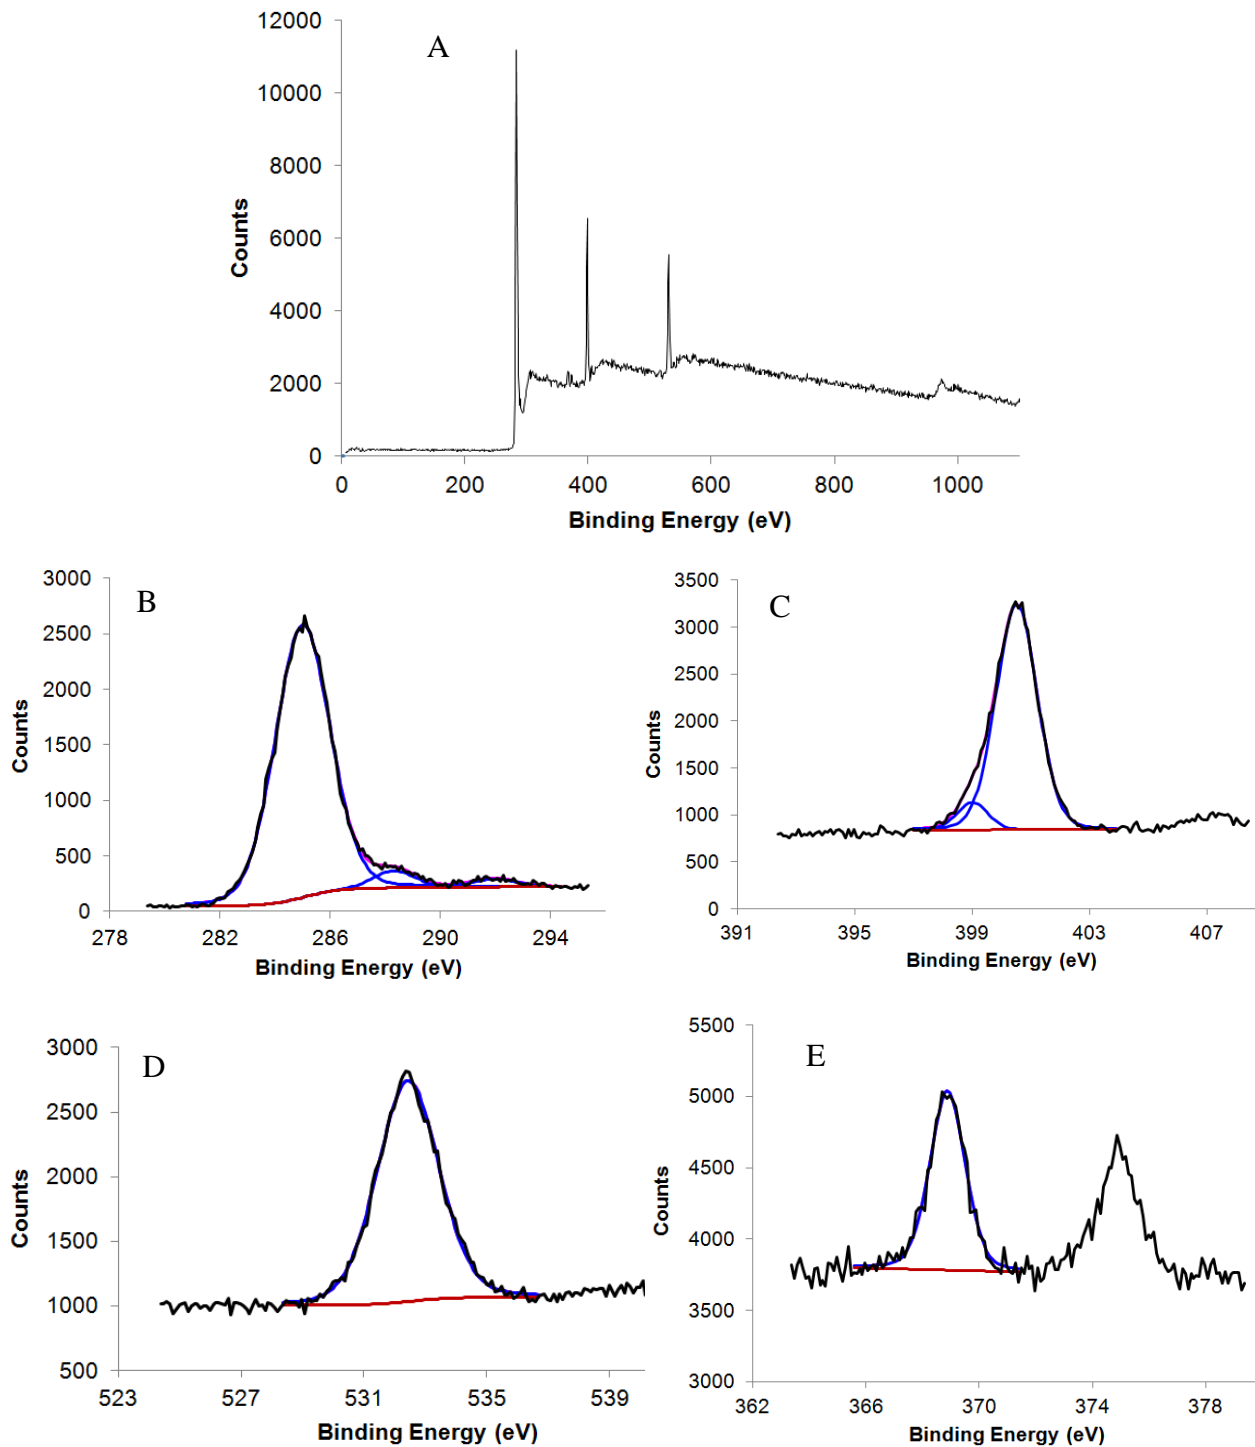 A
12000
10000
8000
6000
4000
2000
0
Counts
0 200 400 600 800 1000
Binding Energy (eV)
B
3000
2500
2000
1500
1000
500
0
Counts
278 282 286 290 294
Binding Energy (eV)
C
3500
3000
2500
2000
1500
1000
500
0
Counts
391 395 399 403 407
Binding Energy (eV)
D
3000
2500
2000
1500
1000
500
Counts
523 527 531 535 539
Binding Energy (eV)
E
5500
5000
4500
4000
3500
3000
Counts
362 366 370 374 378
Binding Energy (eV)